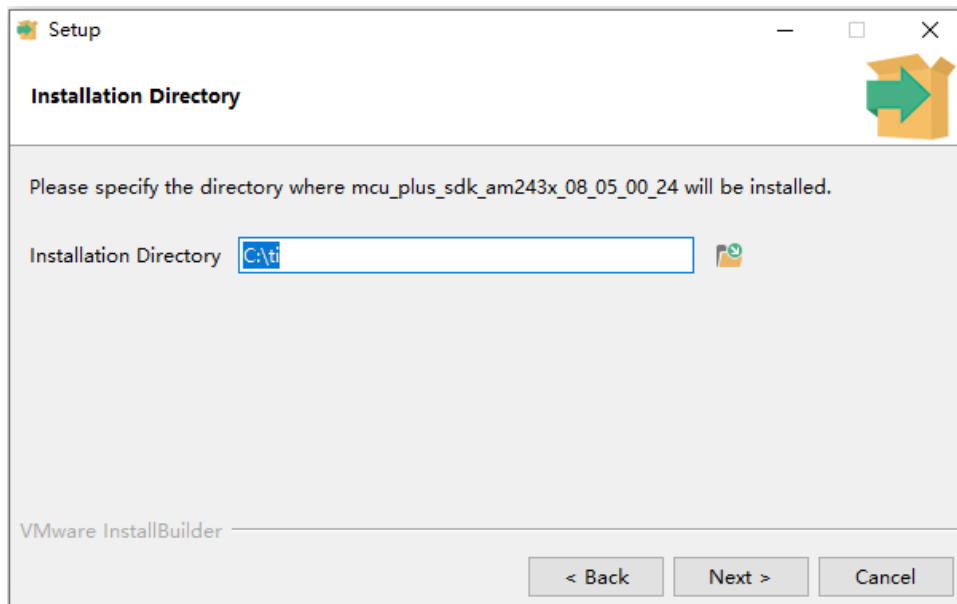 Setup
Installation Directory
Please specify the directory where mcu_plus_sdk_am243x_08_05_00_24 will be installed.
Installation Directory C:\ti
VMware InstallBuilder
< Back Next > Cancel